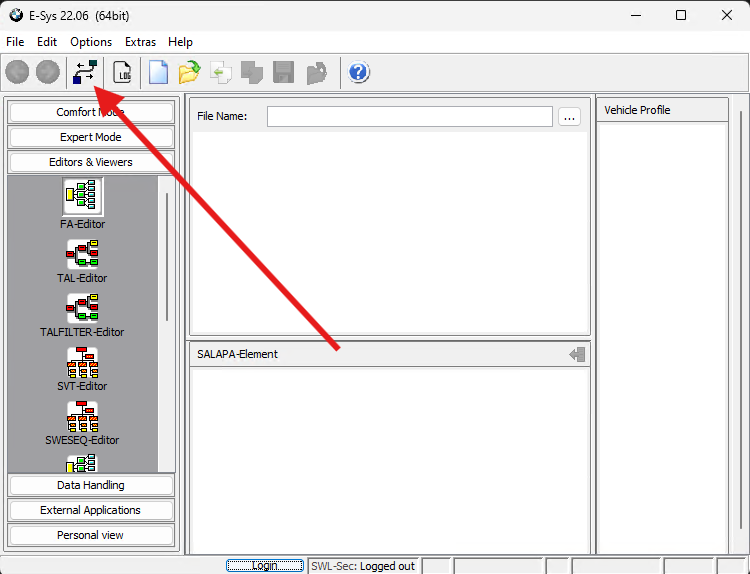 E-Sys 22.06 (64bit)
File Edit Options Extras Help
LOG
Comfort Mode
Expert Mode
Editors & Viewers
FA-Editor
TAL-Editor
TALFILTER-Editor
SVT-Editor
SWESEQ-Editor
Data Handling
External Applications
Personal view
File Name:
...
SALAPA-Element
Vehicle Profile
Login
SWL-Sec: Logged out